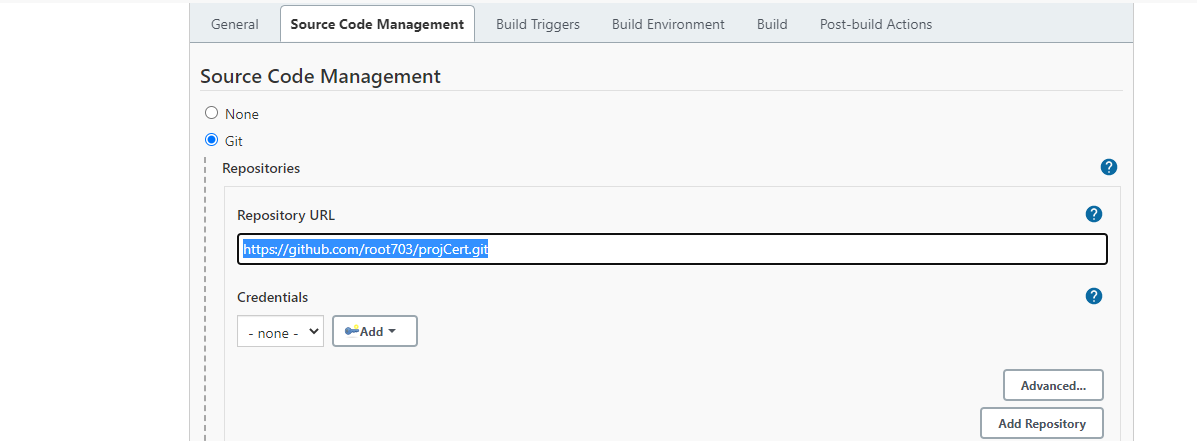 General Source Code Management Build Triggers Build Environment Build Post-build Actions
Source Code Management
None
Git
Repositories ?
Repository URL ?
https://github.com/root703/projCert.git
Credentials ?
- none - Add
Advanced...
Add Repository